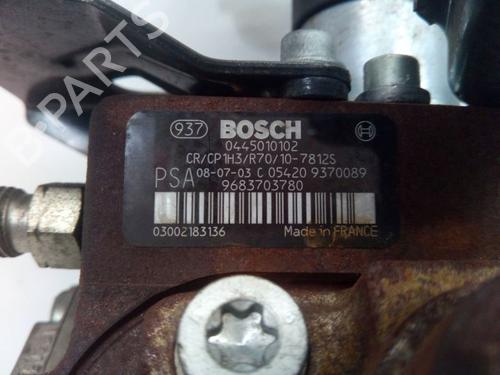 937 BOSCH
0445010102
CR/CP1H3/R70/10-7812S
PSA 08-07-03 C 05420 9370089
9683703780
03002183136 Made in FRANCE